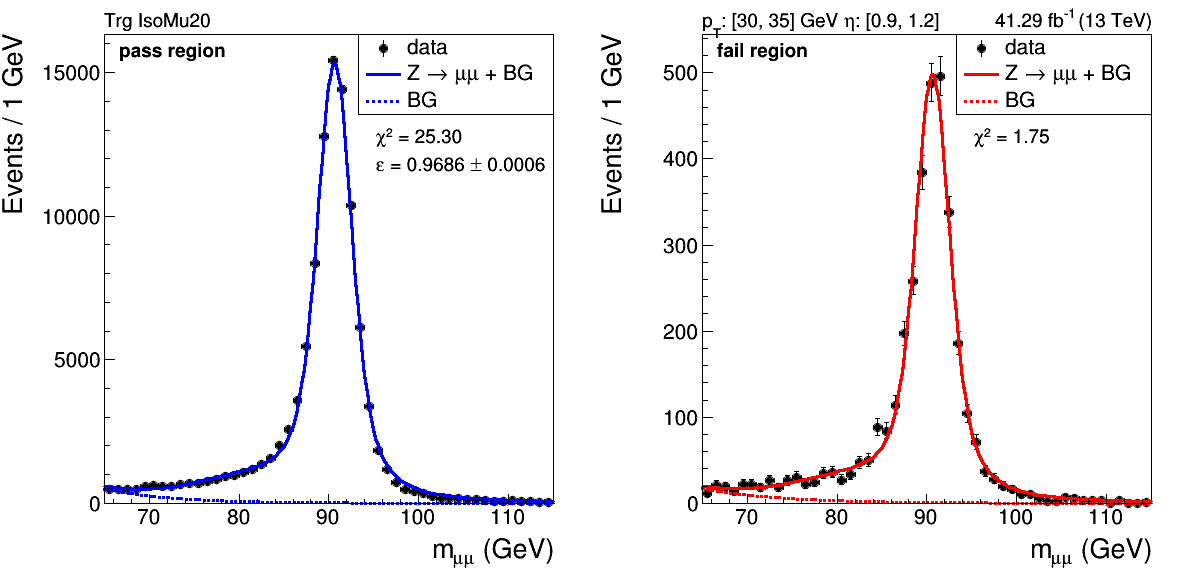 Trg IsoMu20
pass region
data
Z → μμ + BG
BG
χ² = 25.30
ε = 0.9686 ± 0.0006
Events / 1 GeV
15000
10000
5000
0
70 80 90 100 110
m_μμ (GeV)
p_T: [30, 35] GeV η: [0.9, 1.2] 41.29 fb⁻¹ (13 TeV)
fail region
data
Z → μμ + BG
BG
χ² = 1.75
Events / 1 GeV
500
400
300
200
100
0
70 80 90 100 110
m_μμ (GeV)